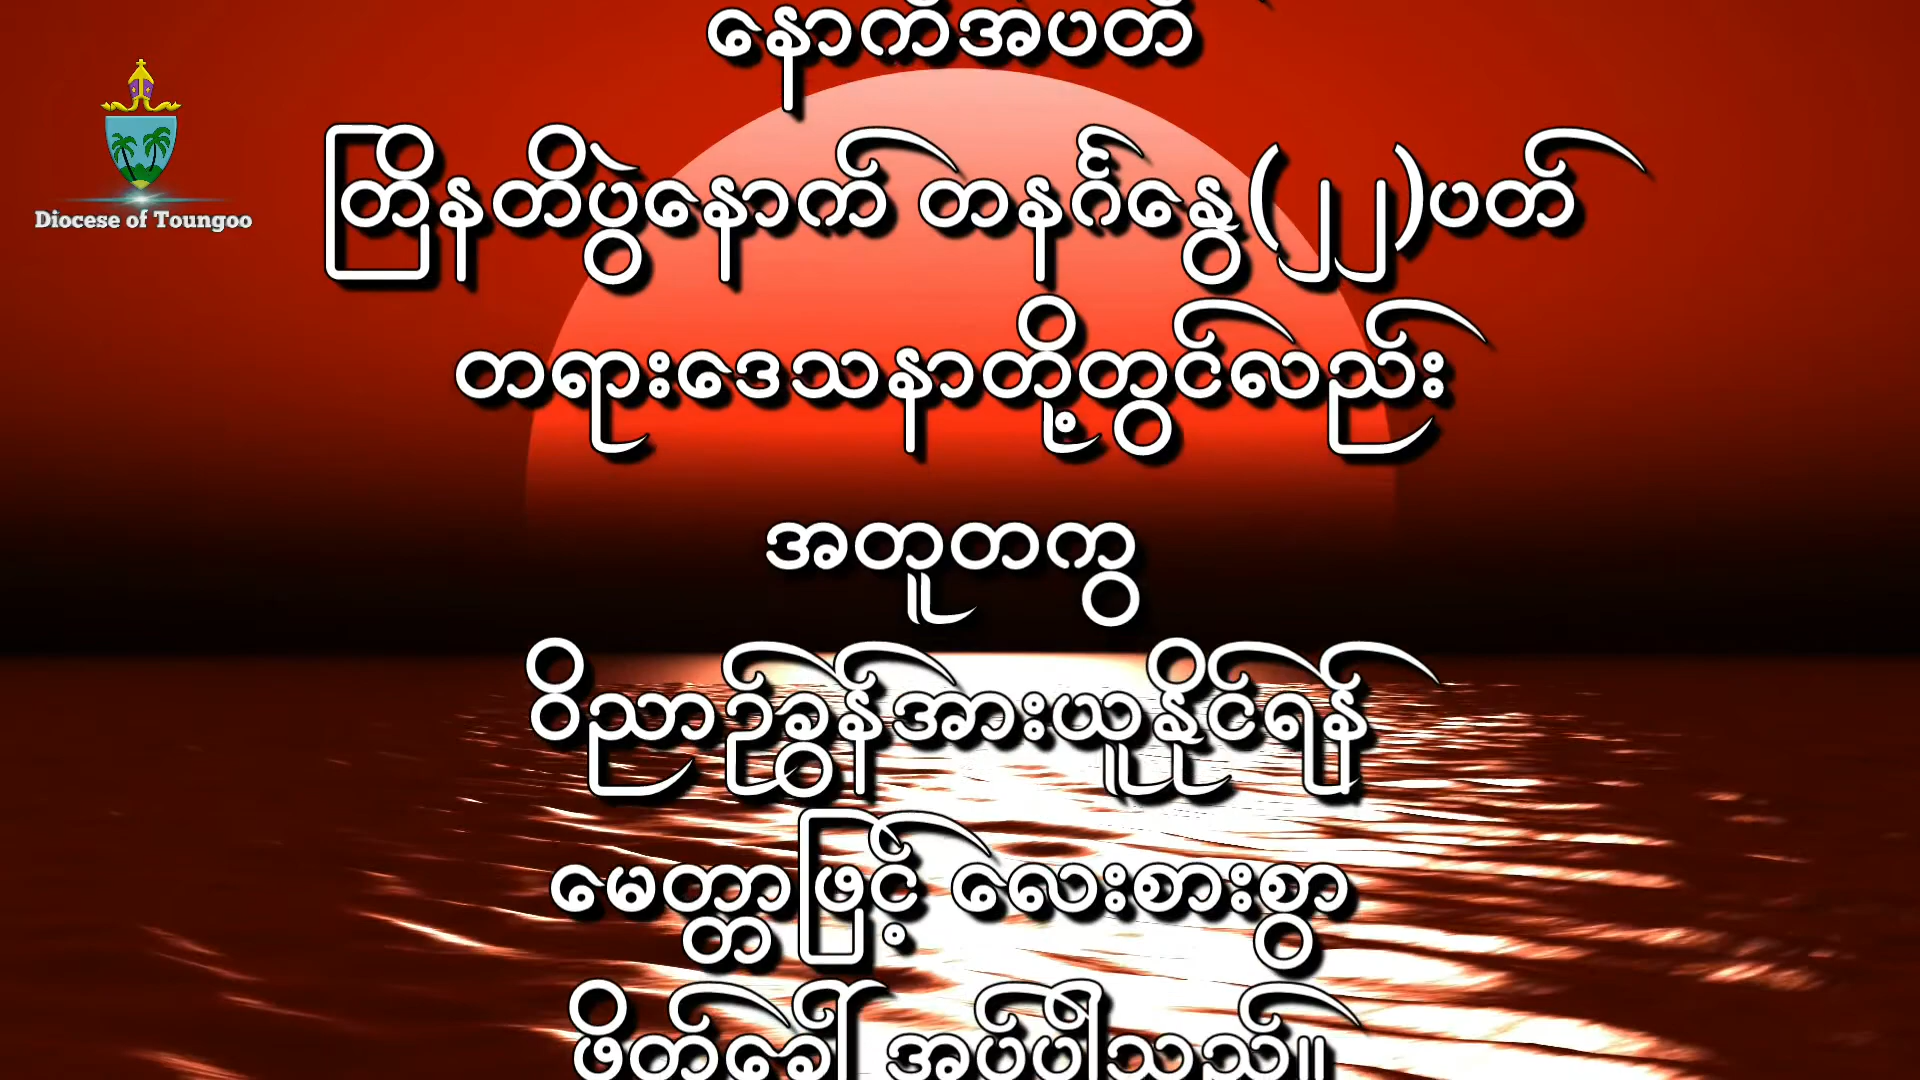 နောက်အပတ်
Diocese of Toungoo
တြိနတိပွဲနောက် တနင်္ဂနွေ(၂၂)ပတ်
တရားဒေသနာတို့တွင်လည်း
အတူတကွ
ဝိညာဉ်ခွန်အားယူနိုင်ရန်
မေတ္တာဖြင့် လေးစားစွာ
ဖိတ်ခေါ် အပ်ပါသည်။